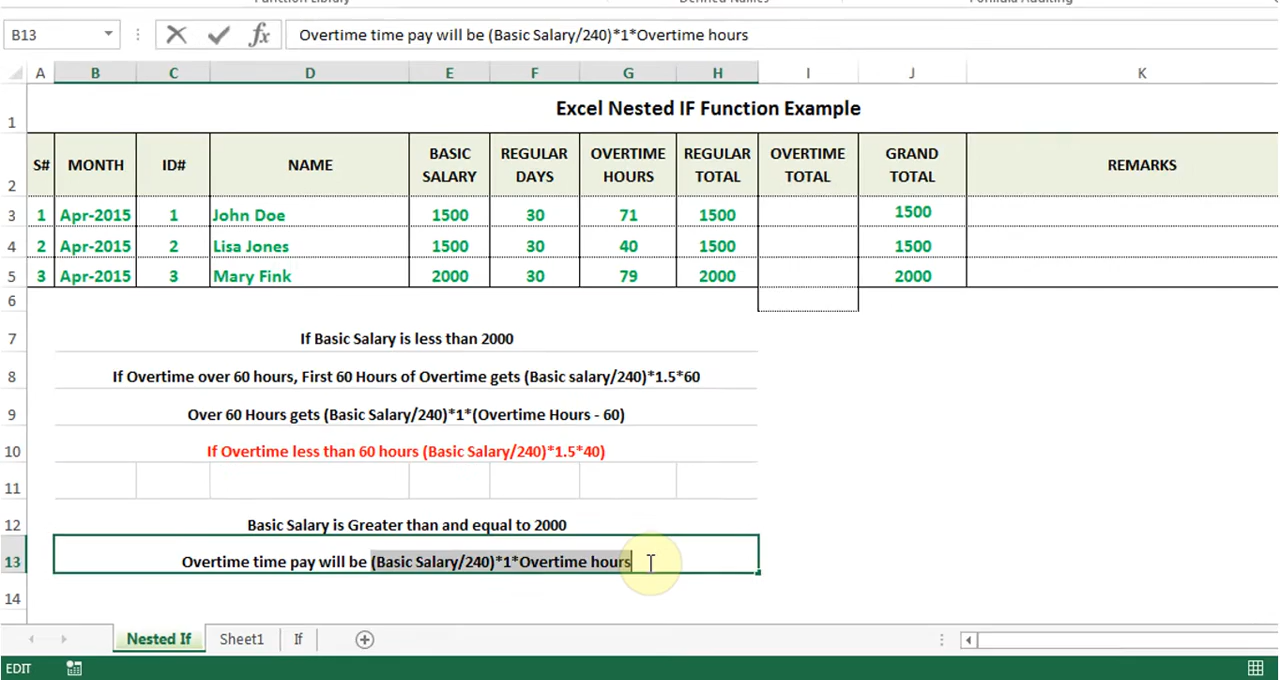 Function Library Defined Names Formula Auditing
B13 fx Overtime time pay will be (Basic Salary/240)*1*Overtime hours
A B C D E F G H I J K
1 Excel Nested IF Function Example
2 S# MONTH ID# NAME BASIC SALARY REGULAR DAYS OVERTIME HOURS REGULAR TOTAL OVERTIME TOTAL GRAND TOTAL REMARKS
3 1 Apr-2015 1 John Doe 1500 30 71 1500 1500
4 2 Apr-2015 2 Lisa Jones 1500 30 40 1500 1500
5 3 Apr-2015 3 Mary Fink 2000 30 79 2000 2000
6
7 If Basic Salary is less than 2000
8 If Overtime over 60 hours, First 60 Hours of Overtime gets (Basic salary/240)*1.5*60
9 Over 60 Hours gets (Basic Salary/240)*1*(Overtime Hours - 60)
10 If Overtime less than 60 hours (Basic Salary/240)*1.5*40)
11
12 Basic Salary is Greater than and equal to 2000
13 Overtime time pay will be (Basic Salary/240)*1*Overtime hours
14
Nested If Sheet1 If
EDIT